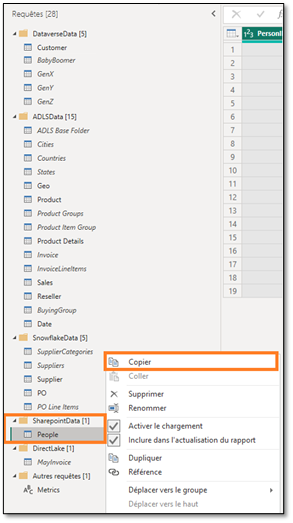 Requêtes [28]
DataverseData [5]
Customer
BabyBoomer
GenX
GenY
GenZ
ADLSData [15]
ADLS Base Folder
Cities
Countries
States
Geo
Product
Product Groups
Product Item Group
Product Details
Invoice
InvoiceLineItems
Sales
Reseller
BuyingGroup
Date
SnowflakeData [5]
SupplierCategories
Suppliers
Supplier
PO
PO Line Items
SharepointData [1]
People
DirectLake [1]
MayInvoice
Autres requêtes [1]
Metrics
1
2
3
4
5
6
7
8
9
10
11
12
13
14
15
16
17
18
19
Copier
Coller
Supprimer
Renommer
Activer le chargement
Inclure dans l'actualisation du rapport
Dupliquer
Référence
Déplacer vers le groupe
Déplacer vers le haut